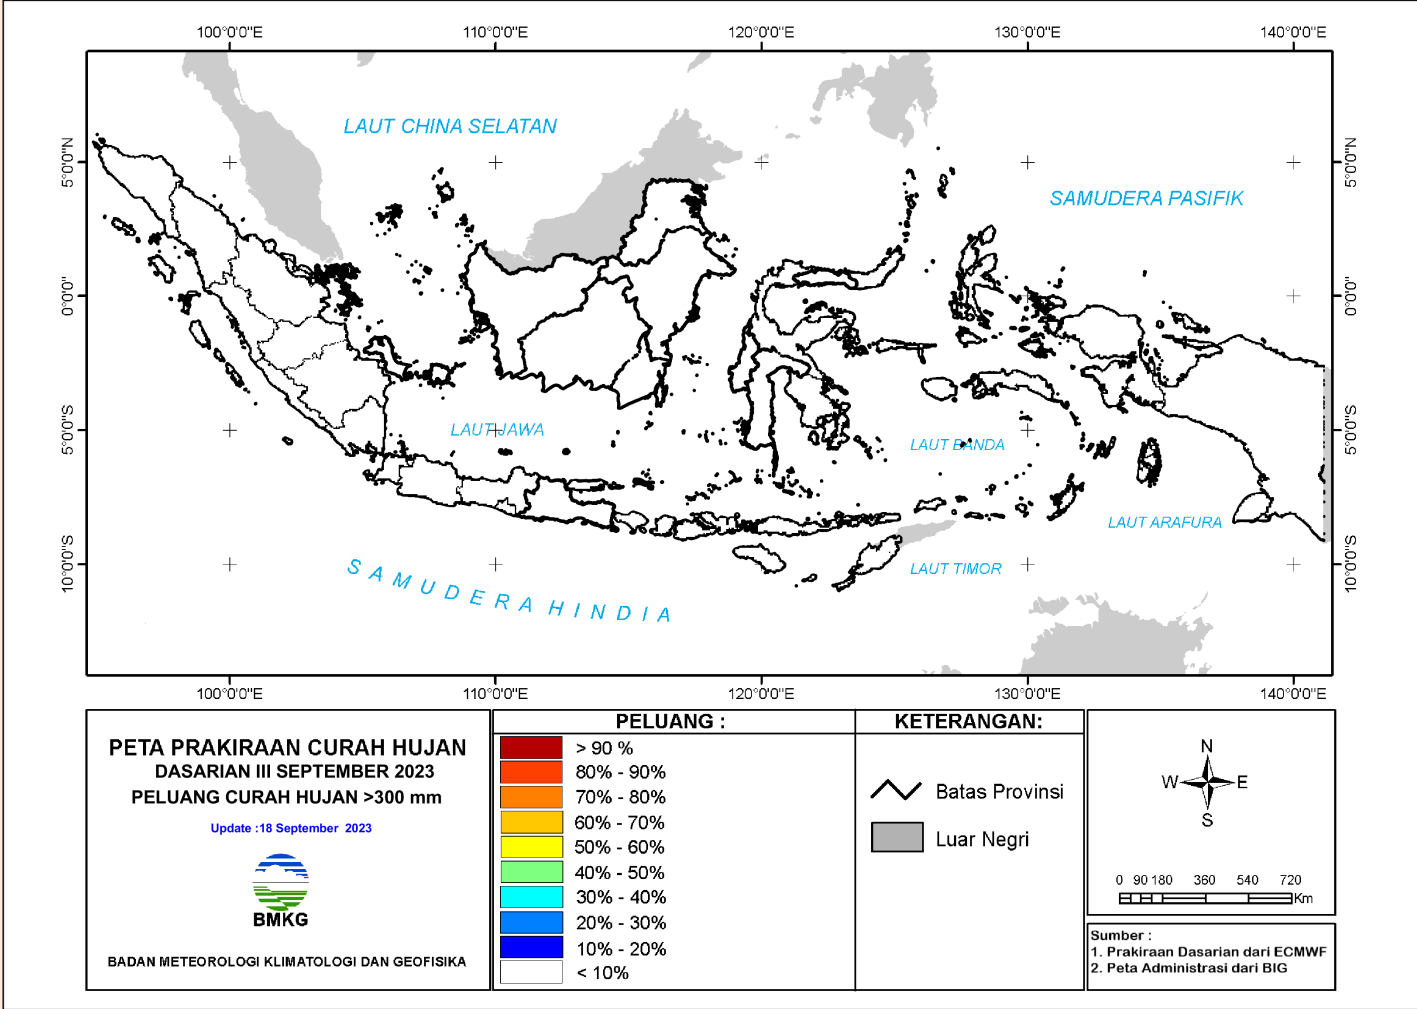 100°0'0"E 110°0'0"E 120°0'0"E 130°0'0"E 140°0'0"E
LAUT CHINA SELATAN
5°0'0"N 5°0'0"N
SAMUDERA PASIFIK
0°0'0" 0°0'0"
5°0'0"S 5°0'0"S
LAUT JAWA
LAUT BANDA
LAUT ARAFURA
10°0'0"S 10°0'0"S
LAUT TIMOR
SAMUDERA HINDIA
100°0'0"E 110°0'0"E 120°0'0"E 130°0'0"E 140°0'0"E
PETA PRAKIRAAN CURAH HUJAN
DASARIAN III SEPTEMBER 2023
PELUANG CURAH HUJAN >300 mm
Update :18 September 2023
BMKG
BADAN METEOROLOGI KLIMATOLOGI DAN GEOFISIKA
PELUANG :
> 90 %
80% - 90%
70% - 80%
60% - 70%
50% - 60%
40% - 50%
30% - 40%
20% - 30%
10% - 20%
< 10%
KETERANGAN:
Batas Provinsi
Luar Negri
N
W E
S
0 90 180 360 540 720
Km
Sumber :
1. Prakiraan Dasarian dari ECMWF
2. Peta Administrasi dari BIG